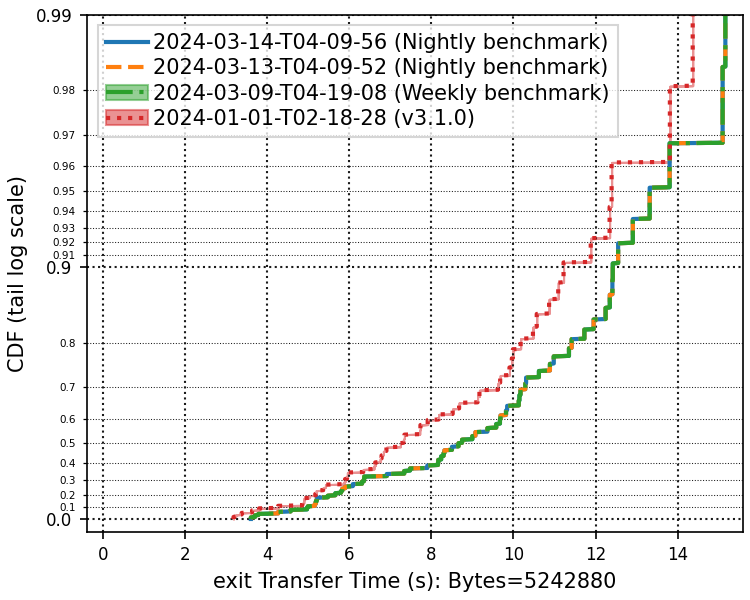 0.99
2024-03-14-T04-09-56 (Nightly benchmark)
2024-03-13-T04-09-52 (Nightly benchmark)
2024-03-09-T04-19-08 (Weekly benchmark)
2024-01-01-T02-18-28 (v3.1.0)
0.98
0.97
0.96
0.95
0.94
0.93
0.92
0.91
0.9
0.8
0.7
0.6
0.5
0.4
0.3
0.2
0.1
0.0
CDF (tail log scale)
0 2 4 6 8 10 12 14
exit Transfer Time (s): Bytes=5242880